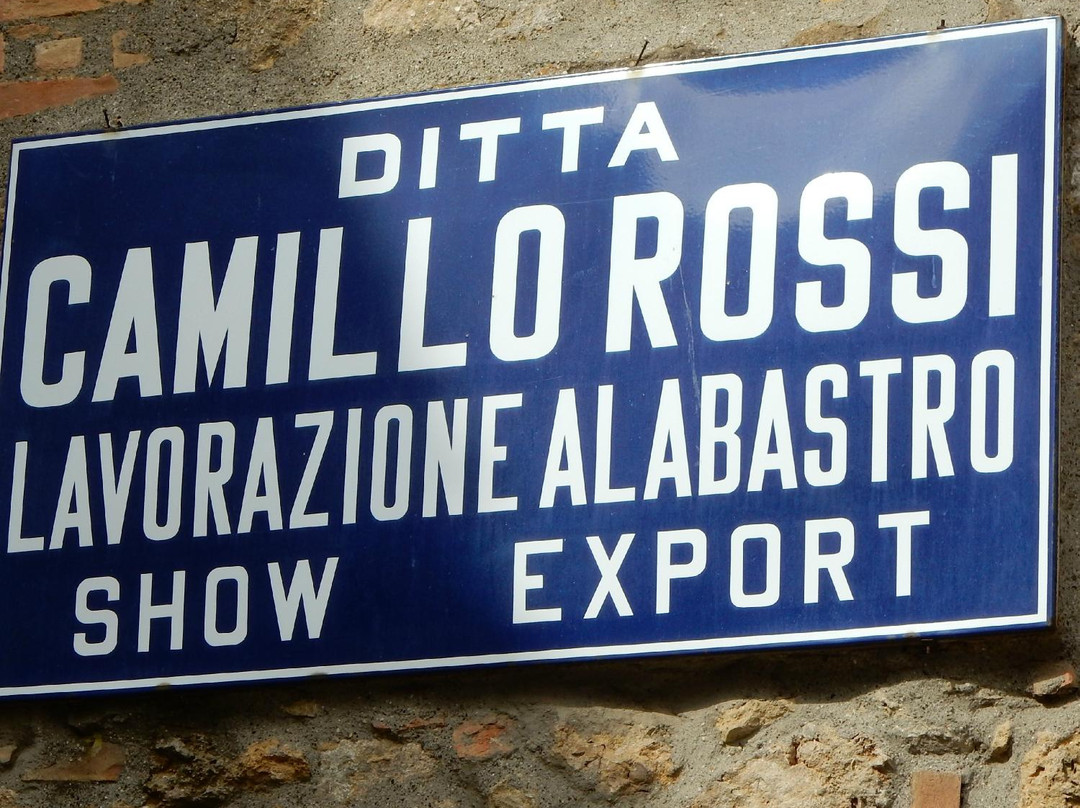 DITTA
CAMILLO ROSSI
LAVORAZIONE ALABASTRO
SHOW EXPORT